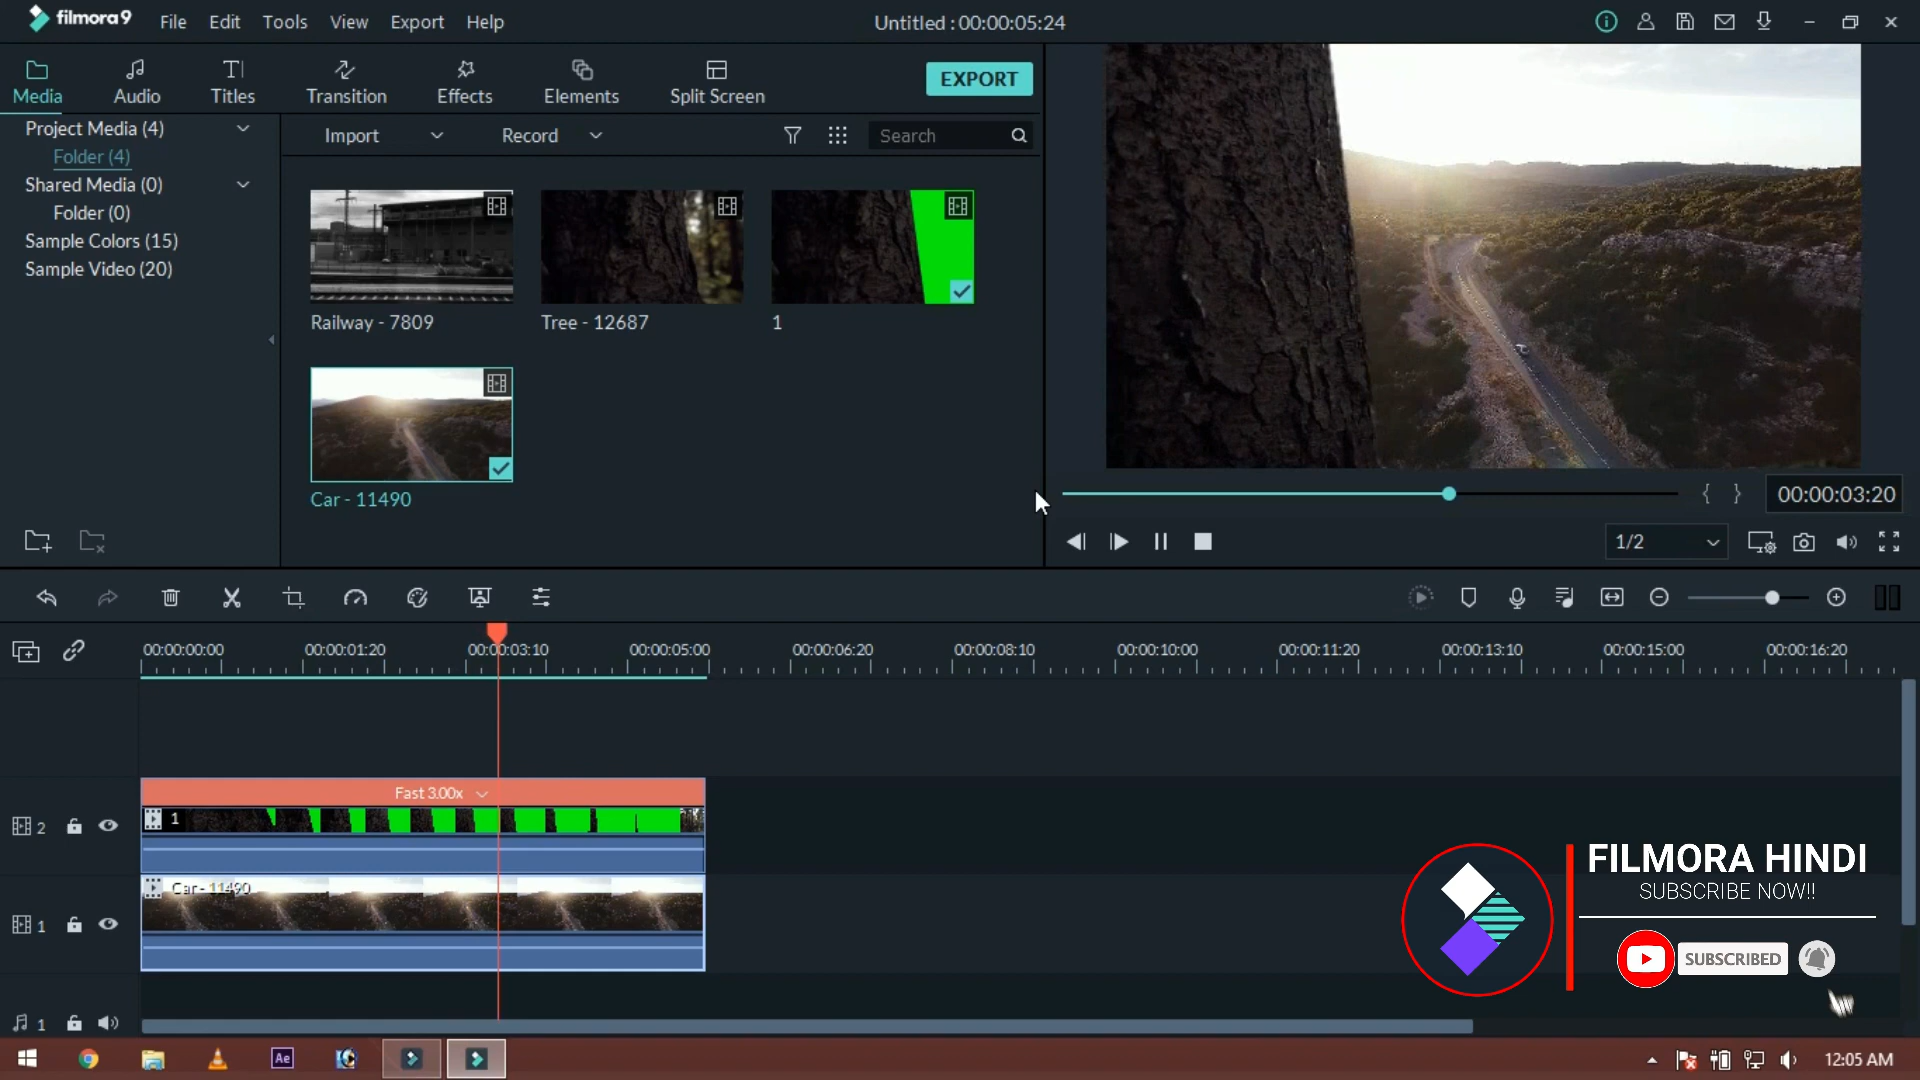 filmora9 File Edit Tools View Export Help Untitled : 00:00:05:24
Media Audio Titles Transition Effects Elements Split Screen EXPORT
Project Media (4) Import Record Search
Folder (4)
Shared Media (0)
Folder (0)
Sample Colors (15)
Sample Video (20)
Railway - 7809 Tree - 12687 1
Car - 11490
{ } 00:00:03:20
1/2
00:00:00:00 00:00:01:20 00:00:03:10 00:00:05:00 00:00:06:20 00:00:08:10 00:00:10:00 00:00:11:20 00:00:13:10 00:00:15:00 00:00:16:20
Fast 3.00x
2 1
1 Car - 11490
1
FILMORA HINDI
SUBSCRIBE NOW!!
SUBSCRIBED
Ae 12:05 AM